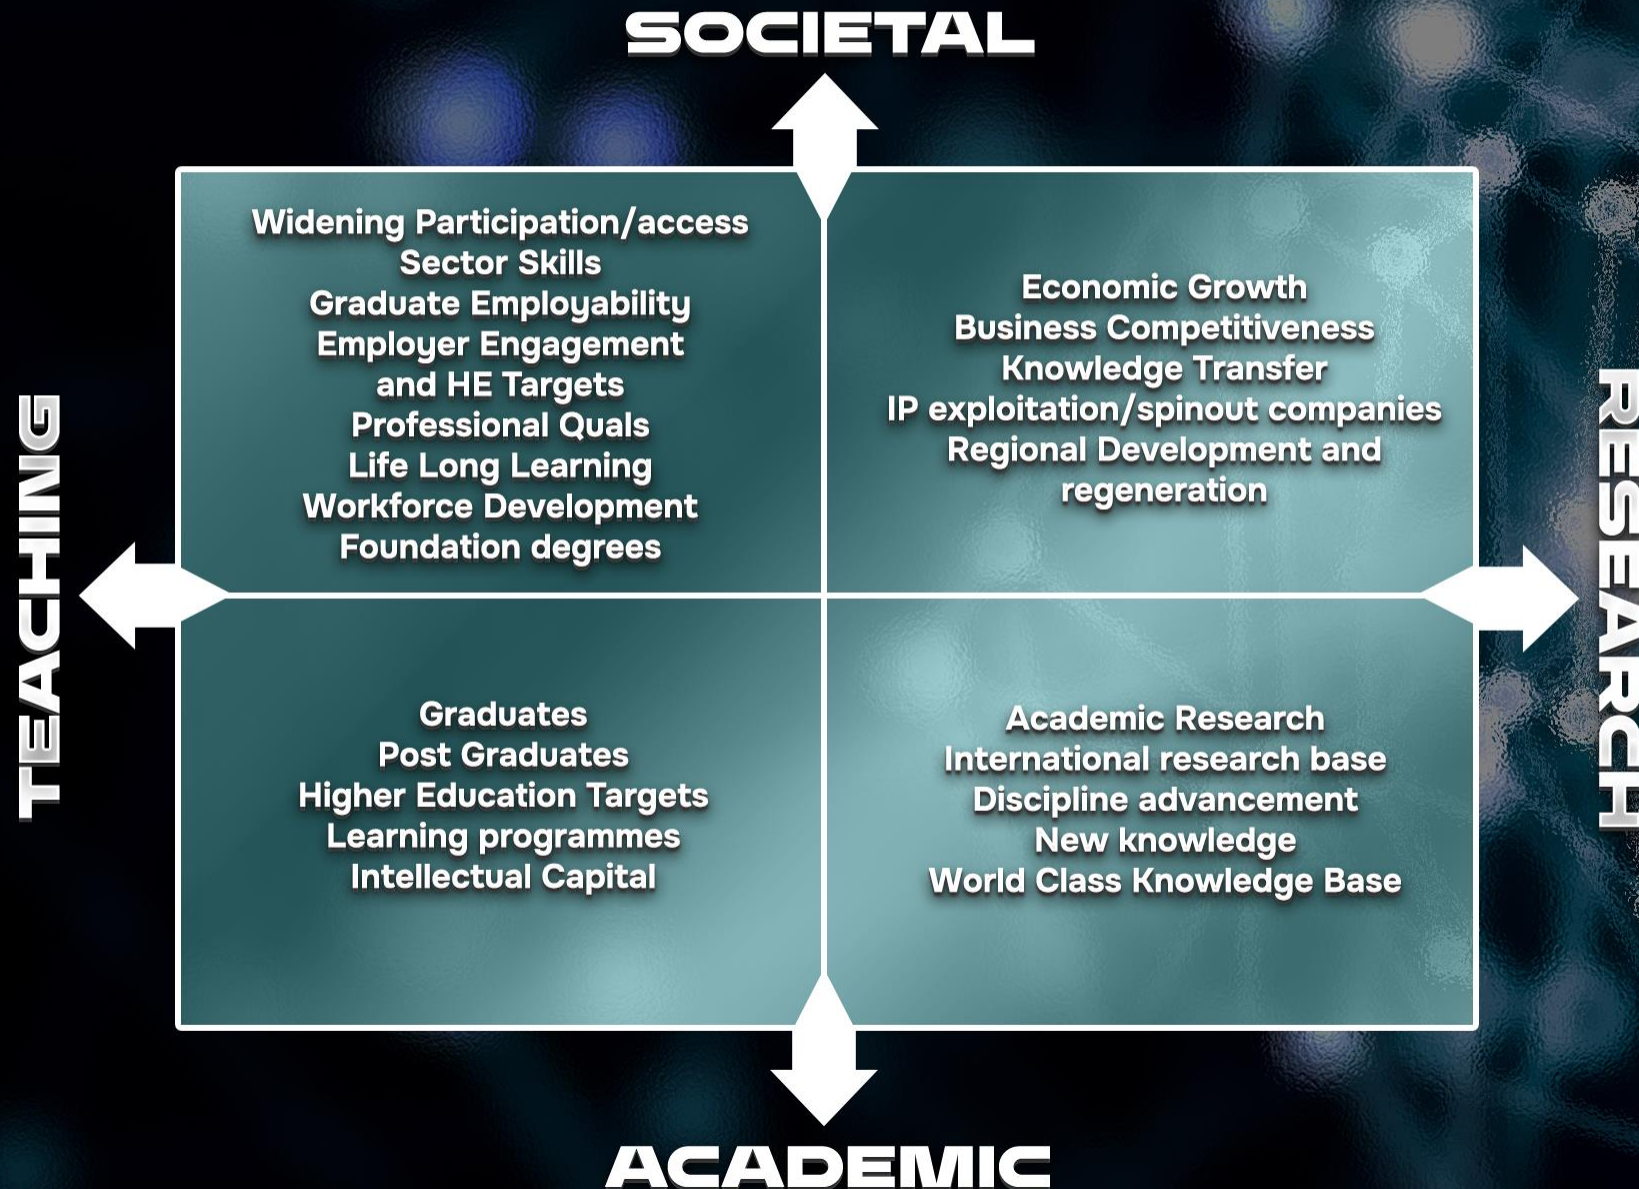 SOCIETAL
Widening Participation/access
Sector Skills
Graduate Employability
Employer Engagement
and HE Targets
Professional Quals
Life Long Learning
Workforce Development
Foundation degrees
Economic Growth
Business Competitiveness
Knowledge Transfer
IP exploitation/spinout companies
Regional Development and
regeneration
TEACHING
RESEARCH
Graduates
Post Graduates
Higher Education Targets
Learning programmes
Intellectual Capital
Academic Research
International research base
Discipline advancement
New knowledge
World Class Knowledge Base
ACADEMIC